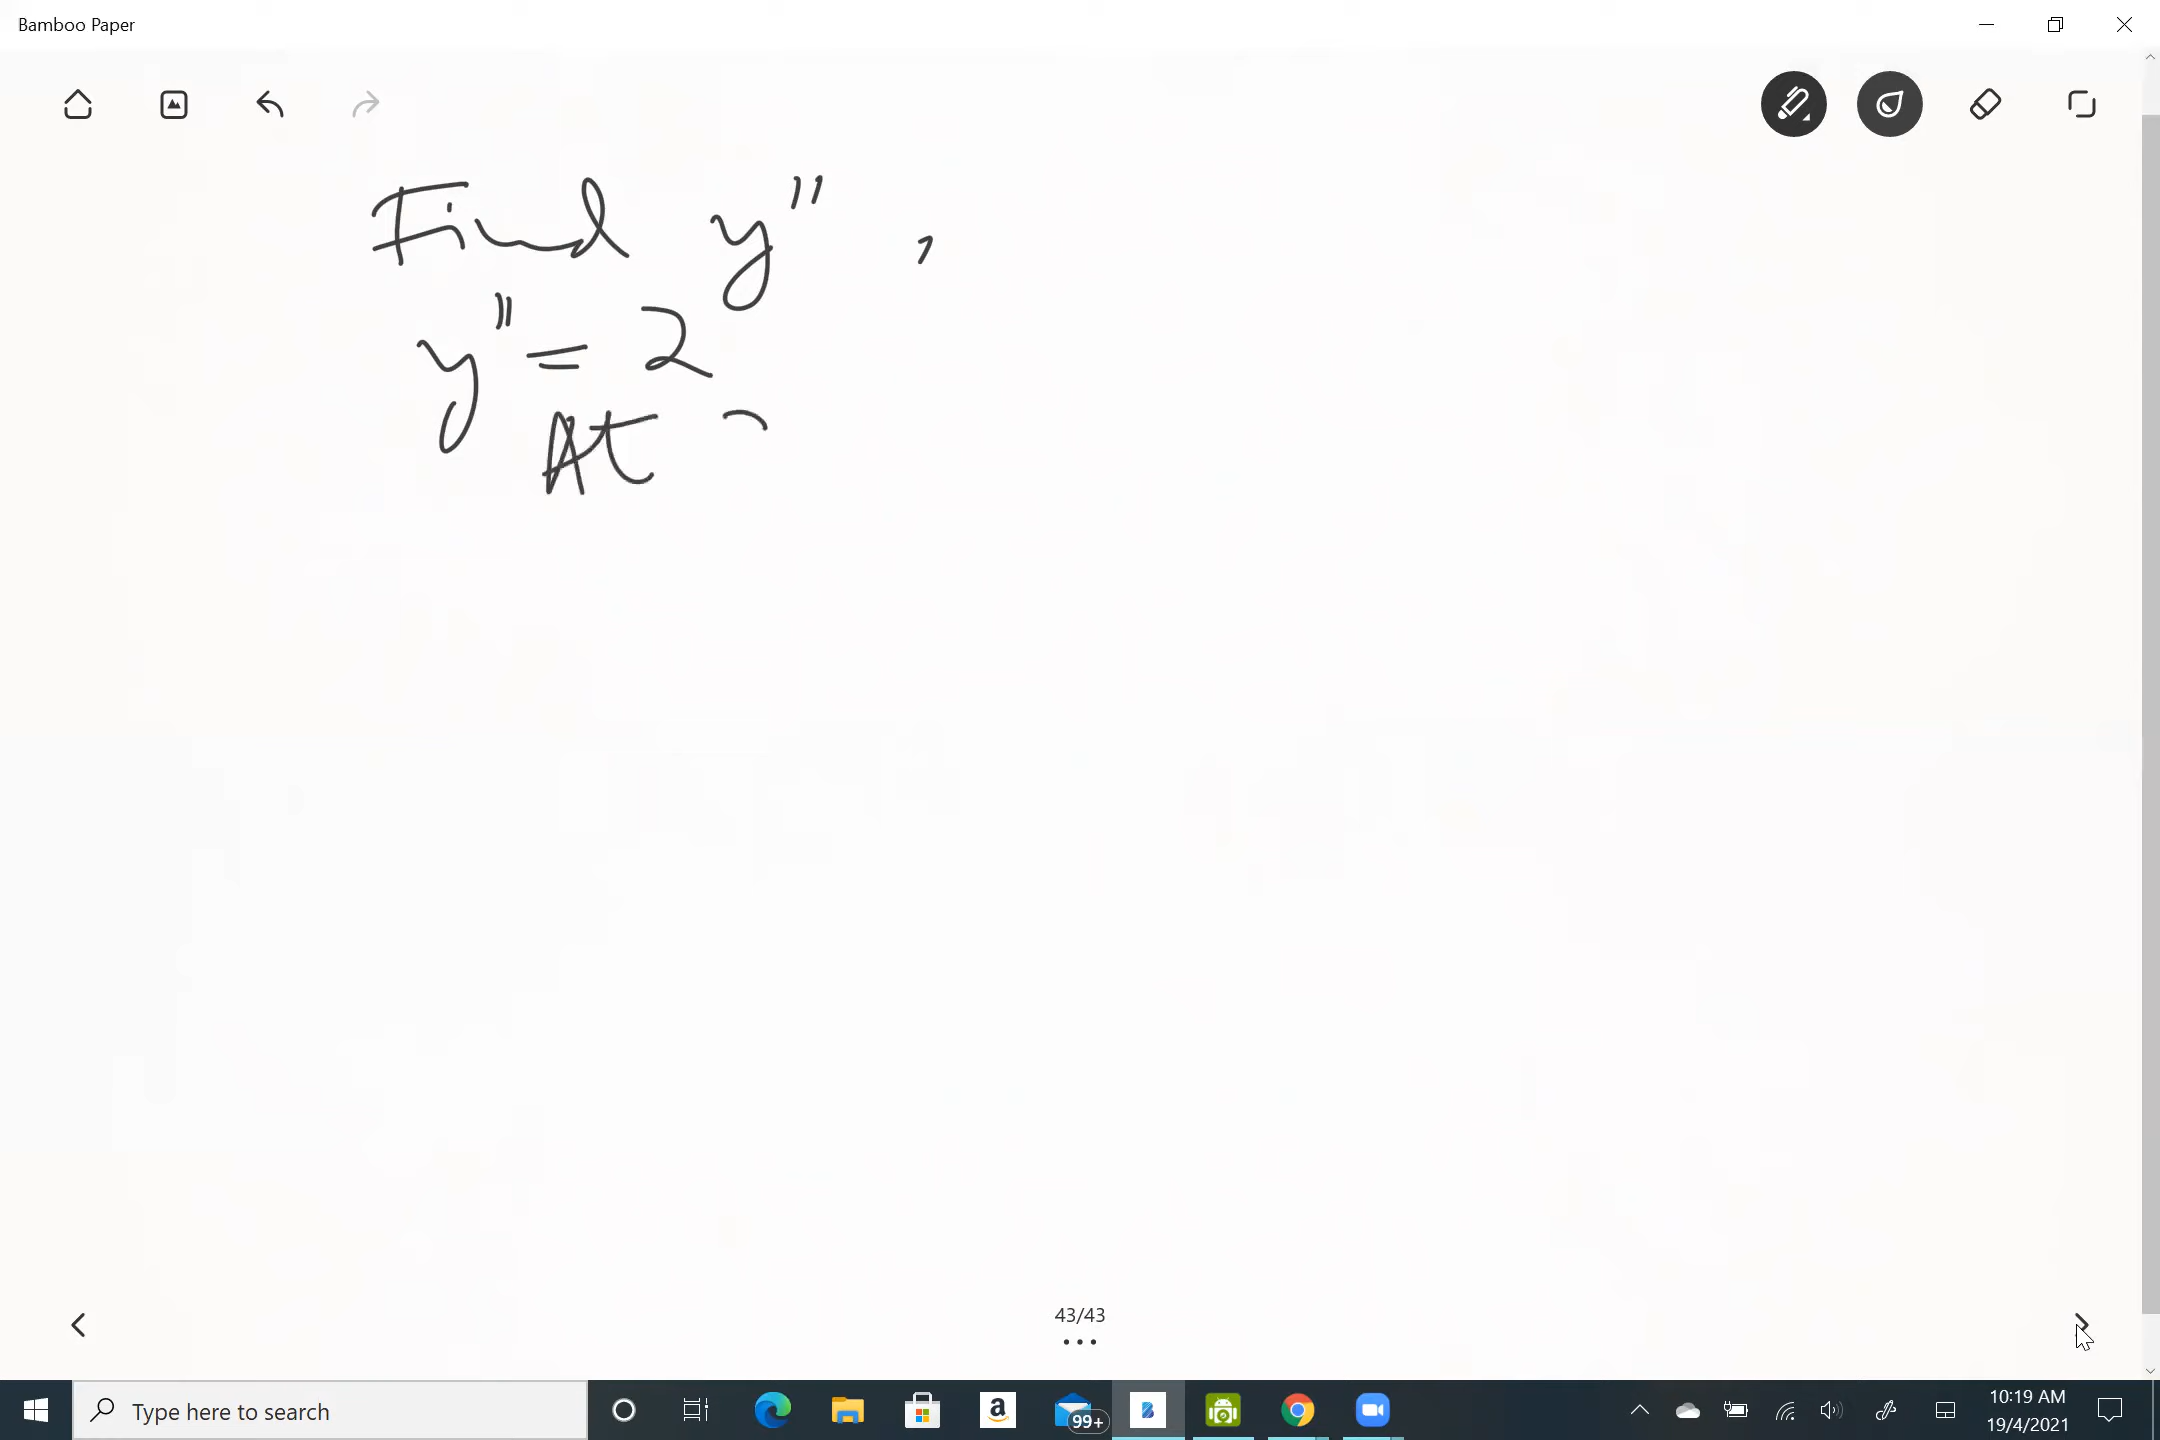 Bamboo Paper
Find y'' ,
y'' = 2
At
43/43
Type here to search
99+
10:19 AM
19/4/2021